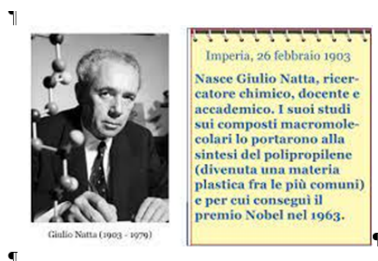 Giulio Natta (1903 - 1979)
Imperia, 26 febbraio 1903
Nasce Giulio Natta, ricer-
catore chimico, docente e
accademico. I suoi studi
sui composti macromole-
colari lo portarono alla
sintesi del polipropilene
(divenuta una materia
plastica fra le più comuni)
e per cui conseguì il
premio Nobel nel 1963.